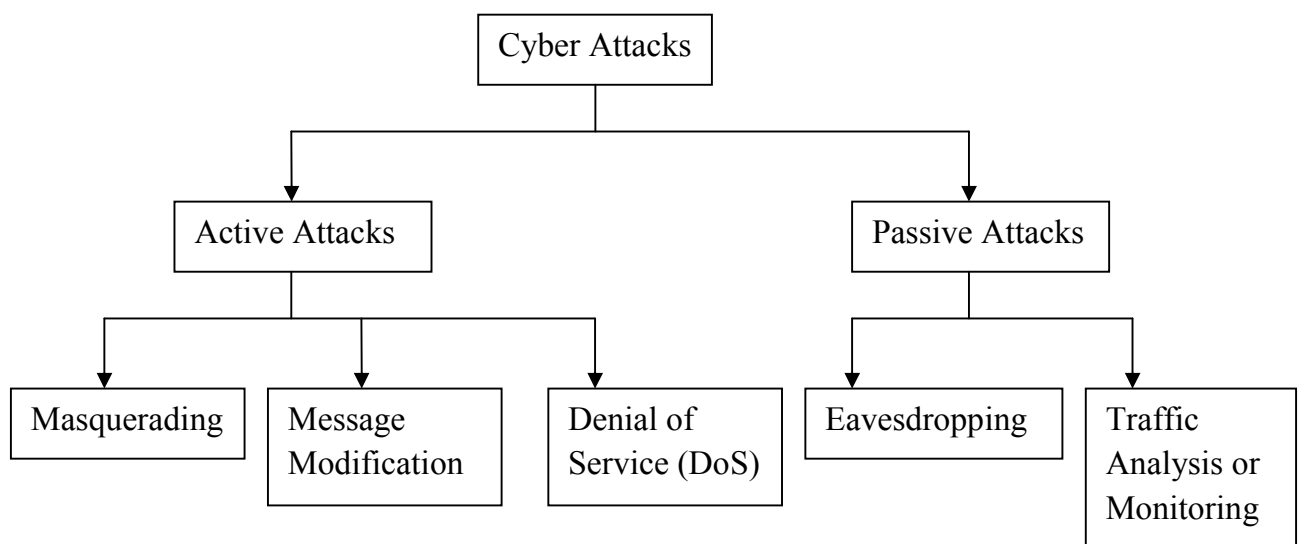 Cyber Attacks
Active Attacks
Passive Attacks
Masquerading
Message
Modification
Denial of
Service (DoS)
Eavesdropping
Traffic
Analysis or
Monitoring